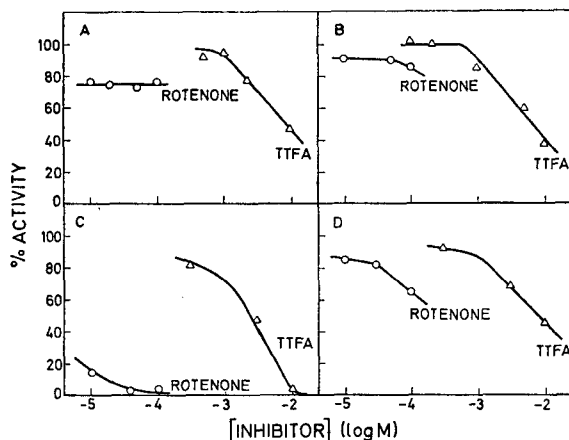 A
B
100
80
60
40
20
0
ROTENONE
TTFA
ROTENONE
TTFA
C
D
100
80
60
40
20
0
ROTENONE
TTFA
ROTENONE
TTFA
-5 -4 -3 -2
-5 -4 -3 -2
% ACTIVITY
[INHIBITOR] (log M)